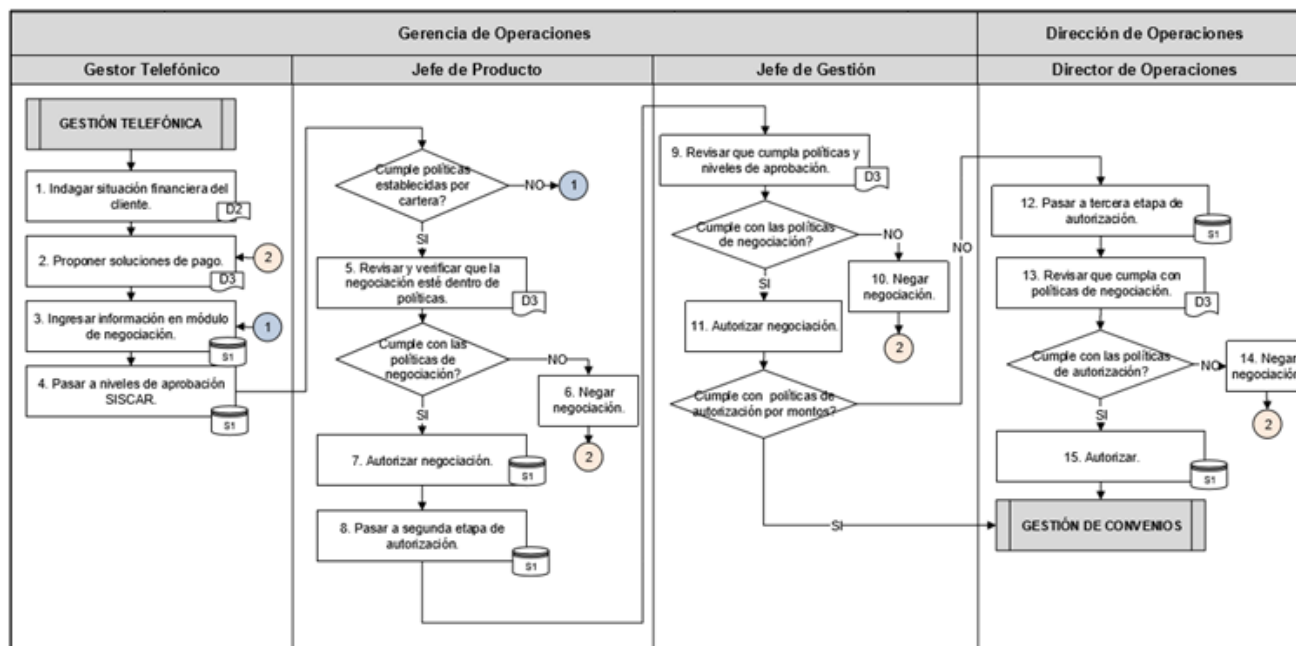 Gerencia de Operaciones
Dirección de Operaciones
Gestor Telefónico
Jefe de Producto
Jefe de Gestión
Director de Operaciones
GESTIÓN TELEFÓNICA
1. Indagar situación financiera del
cliente.
D2
2. Proponer soluciones de pago.
D3
2
3. Ingresar información en módulo
de negociación.
S1
1
4. Pasar a niveles de aprobación
SISCAR.
S1
Cumple políticas
establecidas por
cartera?
NO
1
SI
5. Revisar y verificar que la
negociación esté dentro de
políticas.
D3
Cumple con las
políticas de
negociación?
NO
6. Negar
negociación.
2
SI
7. Autorizar negociación.
S1
8. Pasar a segunda etapa de
autorización.
S1
9. Revisar que cumpla políticas y
niveles de aprobación.
D3
Cumple con las políticas
de negociación?
NO
10. Negar
negociación.
2
SI
11. Autorizar negociación.
Cumple con políticas de
autorización por montos?
NO
SI
12. Pasar a tercera etapa de
autorización.
S1
13. Revisar que cumpla con
políticas de negociación.
D3
Cumple con las políticas
de autorización?
NO
14. Negar
negociación
2
SI
15. Autorizar.
S1
GESTIÓN DE CONVENIOS